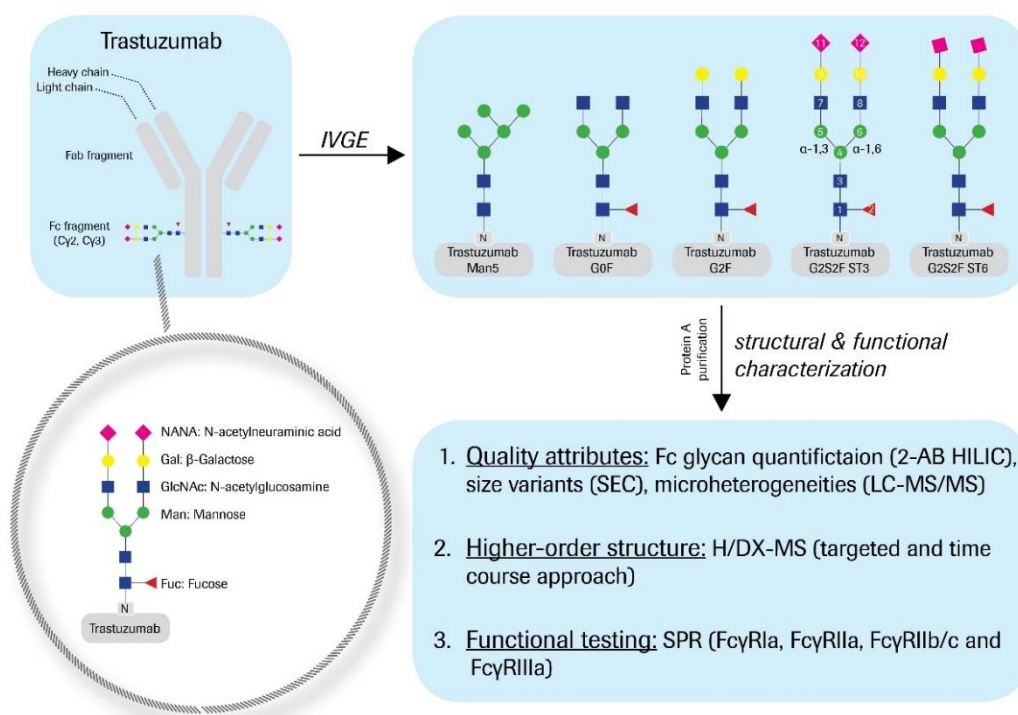 Trastuzumab
Heavy chain
Light chain
Fab fragment
Fc fragment
(Cγ2, Cγ3)
IVGE
11 12
9 10
7 8
5 6
α-1,3 4 α-1,6
3
1 2
N N N N N
Trastuzumab
Man5
Trastuzumab
G0F
Trastuzumab
G2F
Trastuzumab
G2S2F ST3
Trastuzumab
G2S2F ST6
Protein A
purification
structural & functional
characterization
NANA: N-acetylneuraminic acid
Gal: β-Galactose
GlcNAc: N-acetylglucosamine
Man: Mannose
Fuc: Fucose
N
Trastuzumab
1. Quality attributes: Fc glycan quantifictaion (2-AB HILIC),
size variants (SEC), microheterogeneities (LC-MS/MS)
2. Higher-order structure: H/DX-MS (targeted and time
course approach)
3. Functional testing: SPR (FcγRIa, FcγRIIa, FcγRIIb/c and
FcγRIIIa)